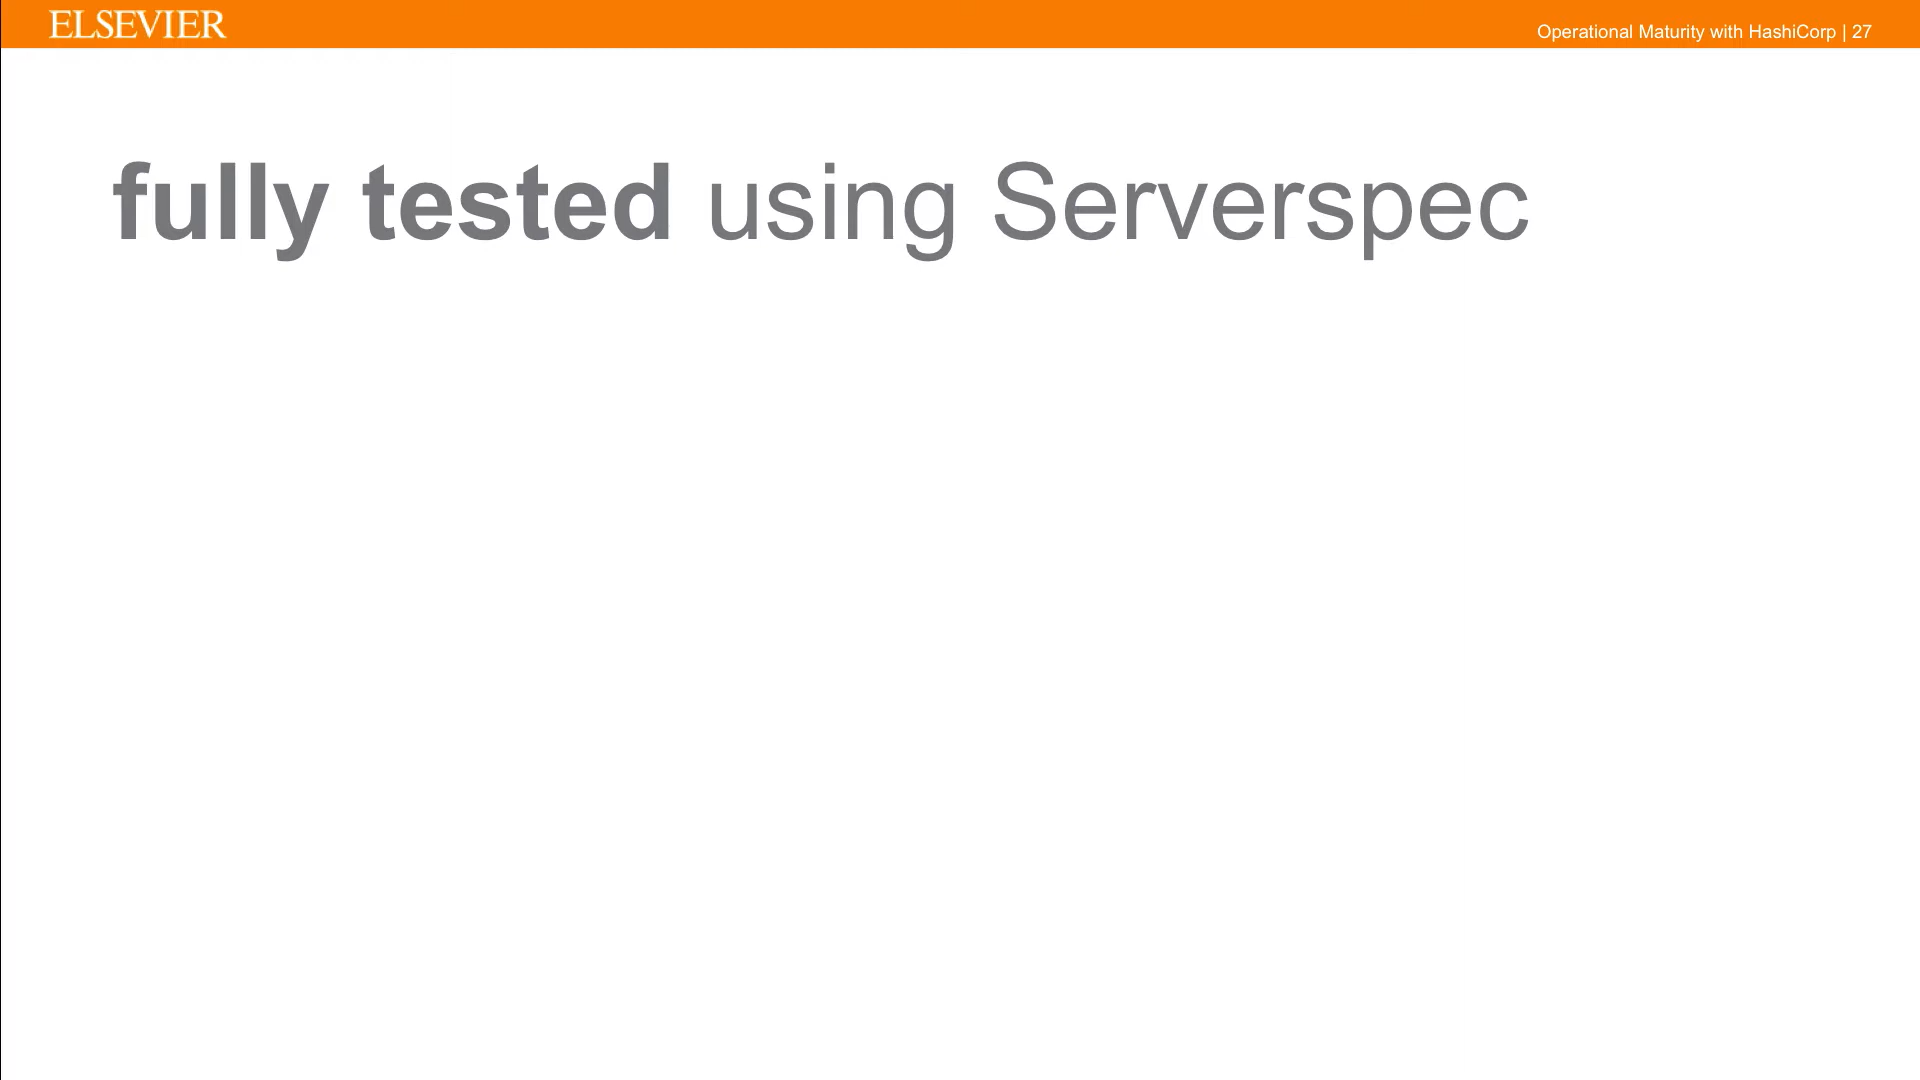 ELSEVIER
Operational Maturity with HashiCorp | 27
fully tested using Serverspec